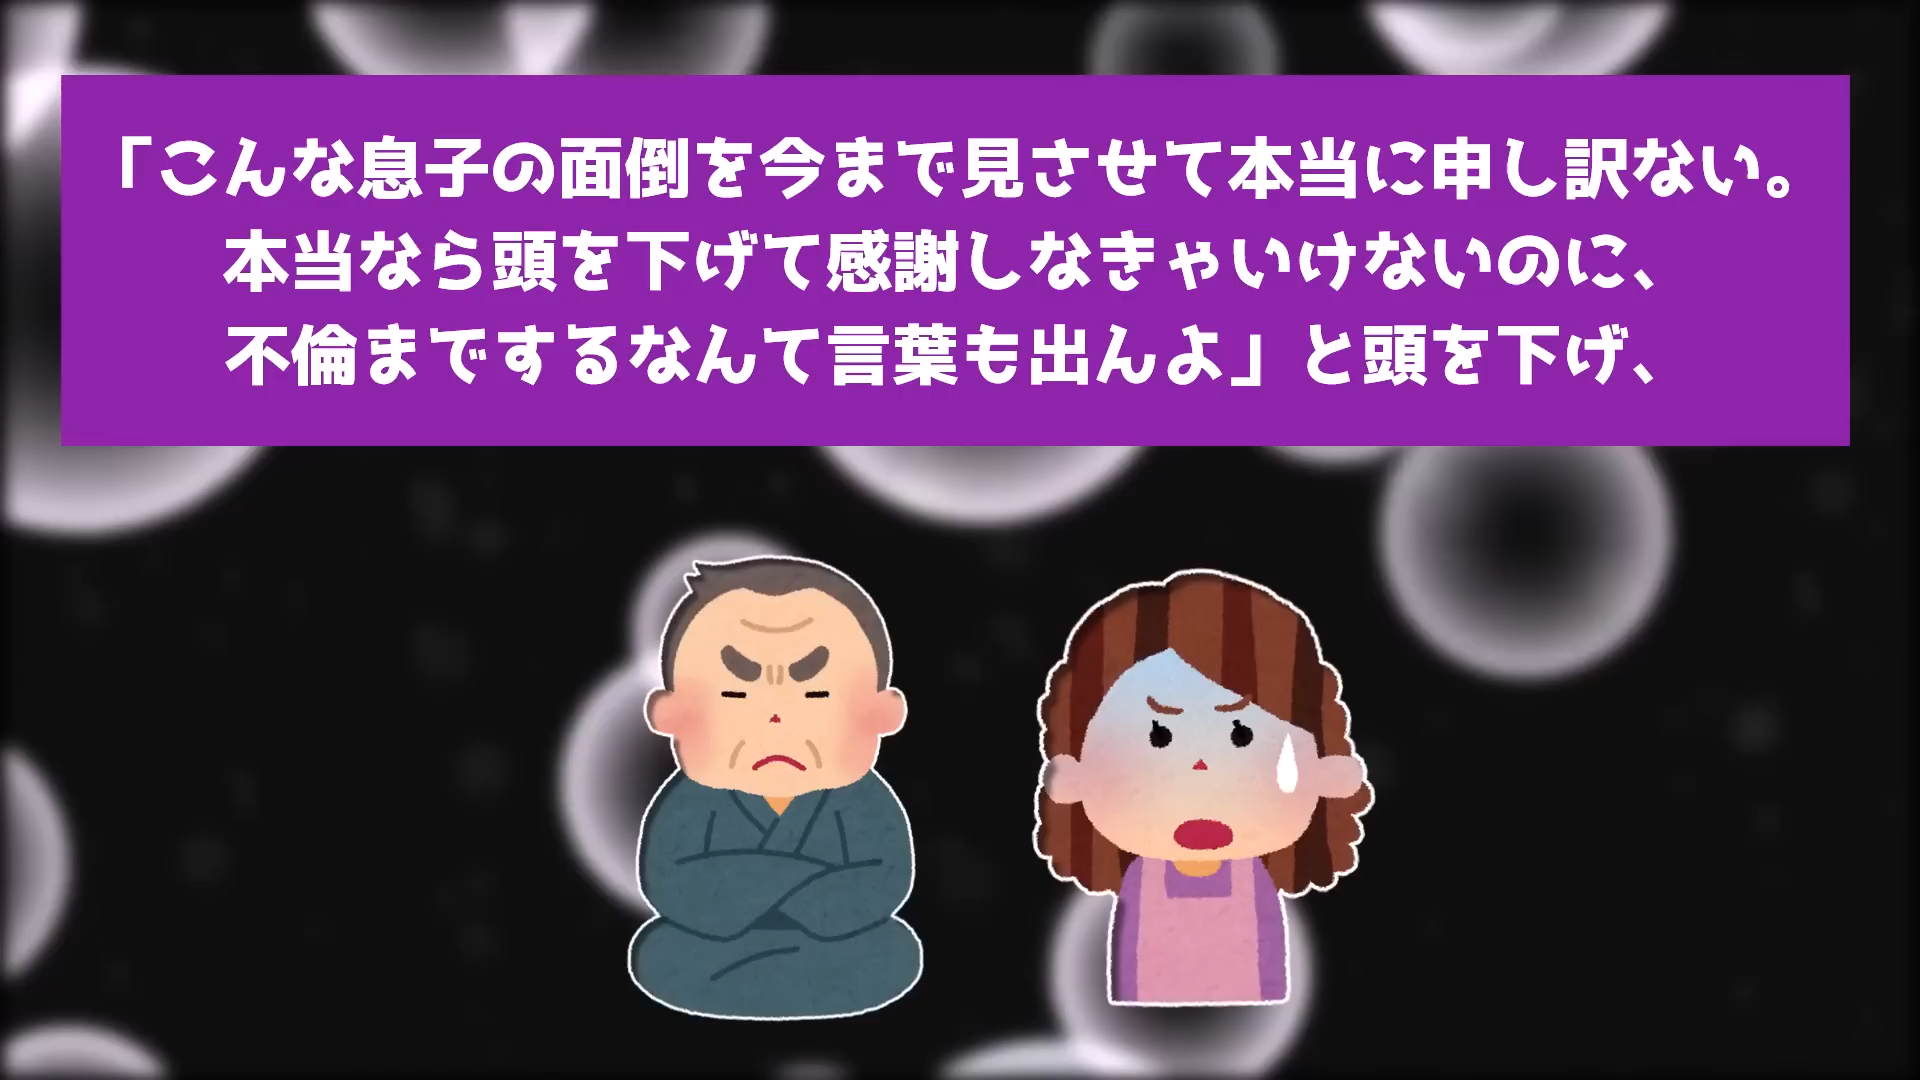 「こんな息子の面倒を今まで見させて本当に申し訳ない。
本当なら頭を下げて感謝しなきゃいけないのに、
不倫までするなんて言葉も出んよ」と頭を下げ、